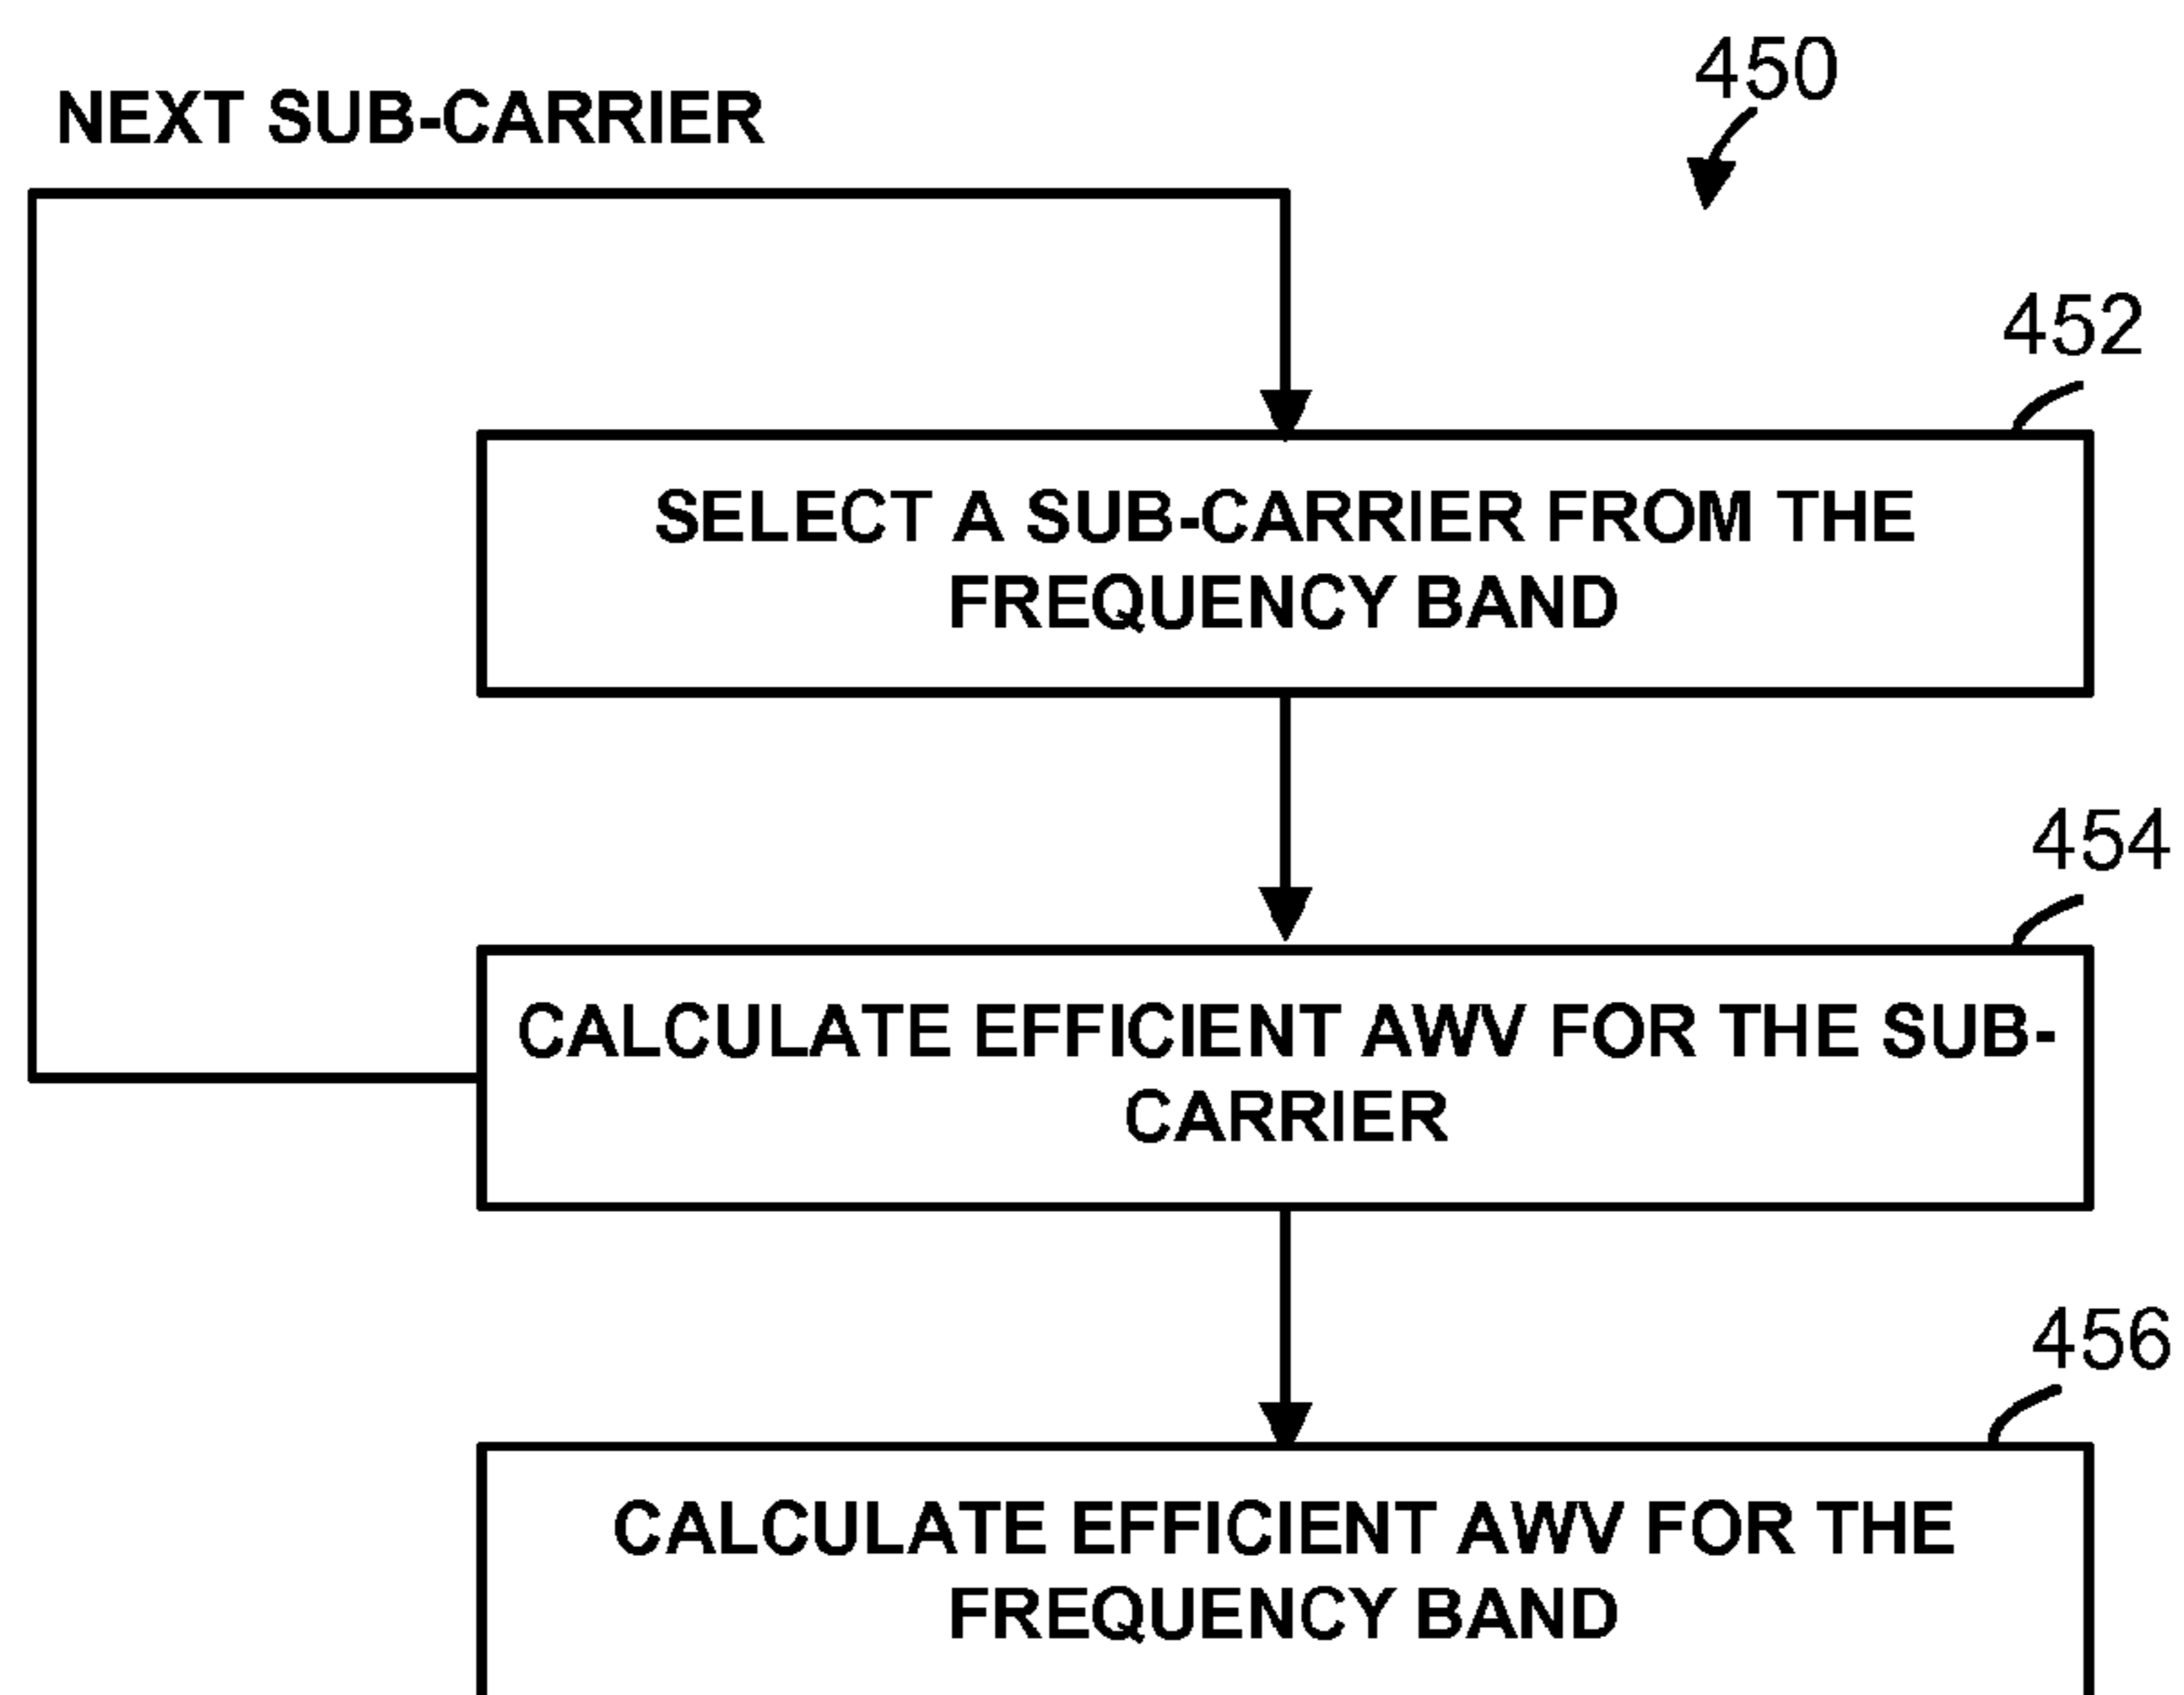 450
NEXT SUB-CARRIER
452
SELECT A SUB-CARRIER FROM THE
FREQUENCY BAND
454
CALCULATE EFFICIENT AWV FOR THE SUB-
CARRIER
456
CALCULATE EFFICIENT AWV FOR THE
FREQUENCY BAND